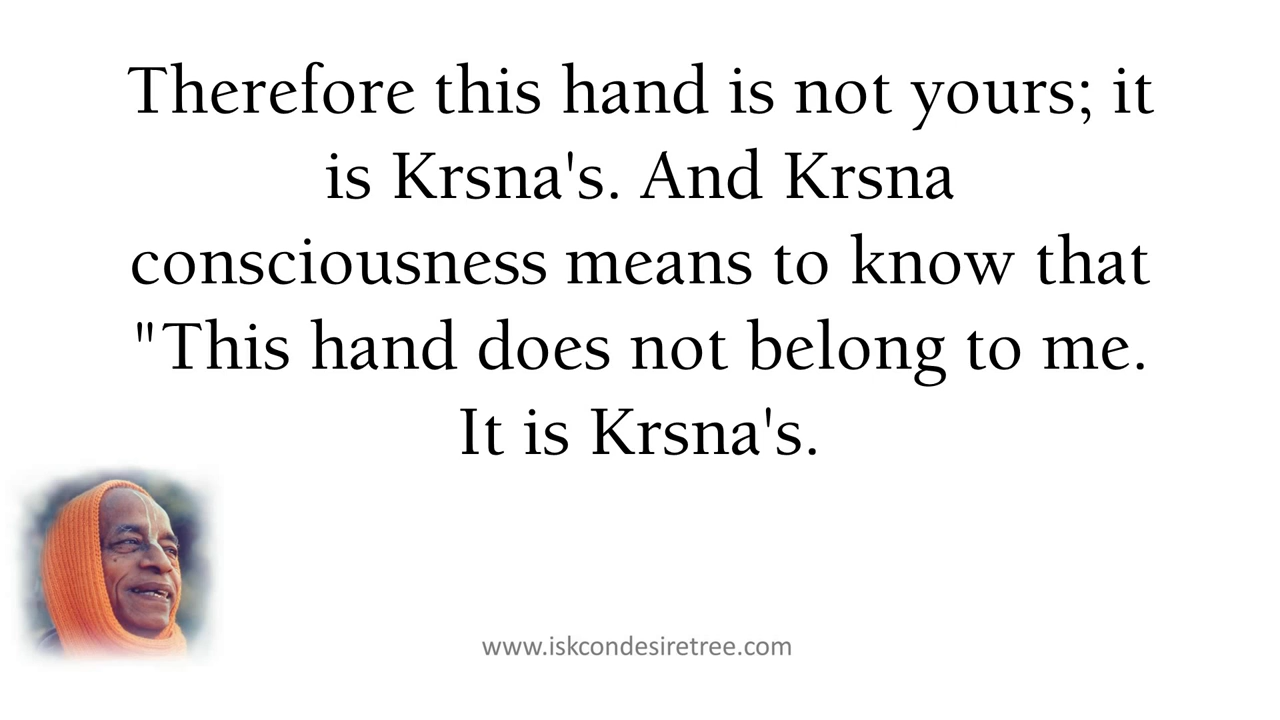 Therefore this hand is not yours; it
is Krsna's. And Krsna
consciousness means to know that
"This hand does not belong to me.
It is Krsna's.
www.iskcondesiretree.com